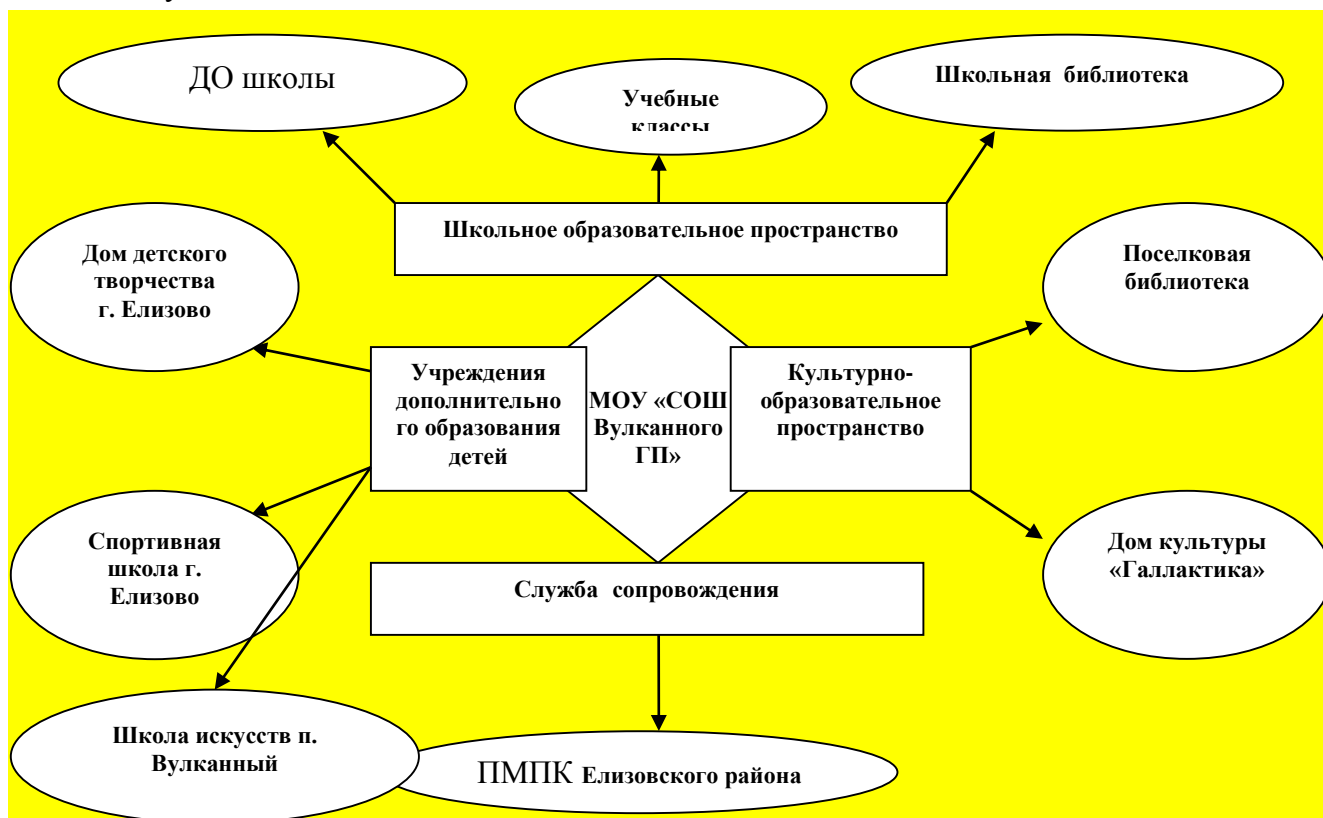 ДО школы
Учебные
классы
Школьная библиотека
Школьное образовательное пространство
Дом детского
творчества
г. Елизово
Поселковая
библиотека
Учреждения
дополнительно
го образования
детей
МОУ «СОШ
Вулканного
ГП»
Культурно-
образовательное
пространство
Спортивная
школа г.
Елизово
Служба сопровождения
Дом культуры
«Галлактика»
Школа искусств п.
Вулканный
ПМПК Елизовского района